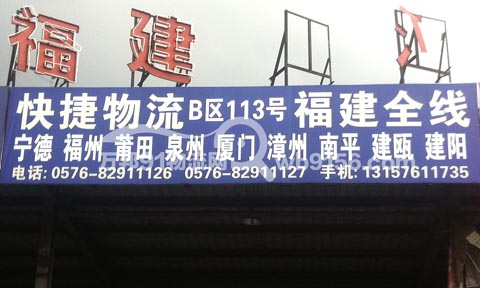 福建 江
快捷物流 B区113号 福建全线
宁德 福州 莆田 泉州 厦门 漳州 南平 建瓯 建阳
电话: 0576-82911126 0576-82911127 手机: 13157611735